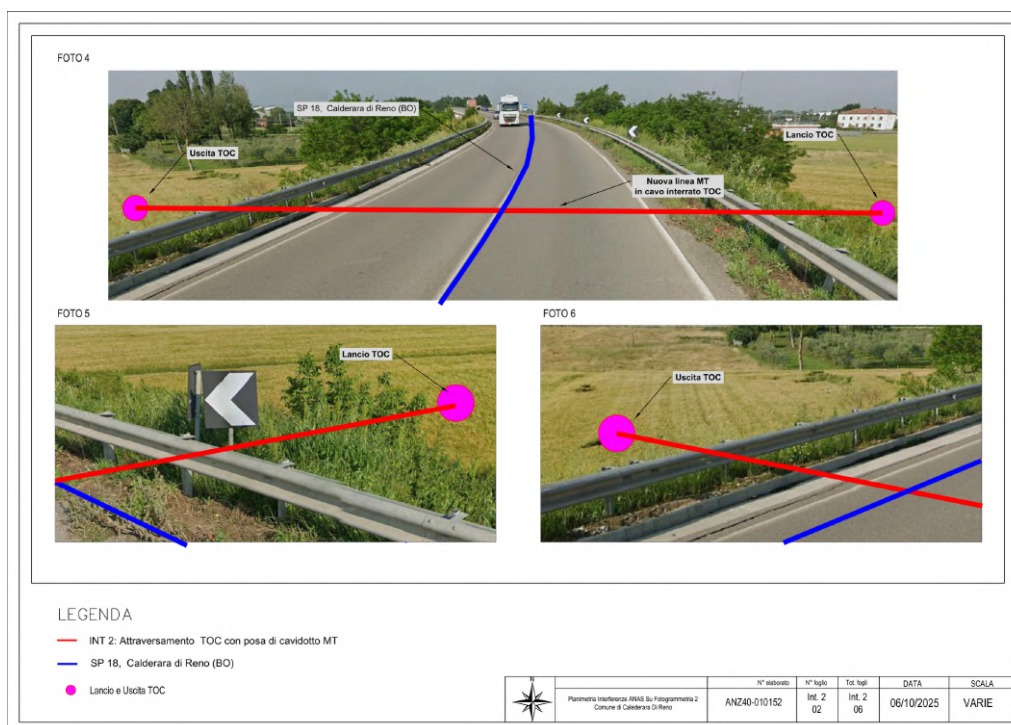 FOTO 4
SP 18, Calderara di Reno (BO)
Uscita TOC
Lancio TOC
Nuova linea MT
in cavo interrato TOC
FOTO 5
FOTO 6
Lancio TOC
Uscita TOC
LEGENDA
INT 2: Attraversamento TOC con posa di cavidotto MT
SP 18, Calderara di Reno (BO)
Lancio e Uscita TOC
N
Planimetria Interferenze ANAS Su Fotogrammetria 2
Comune di Calederara Di Reno
N° elaborato
ANZ40-010152
N° foglio
Int. 2
02
Tot. fogli
Int. 2
06
DATA
06/10/2025
SCALA
VARIE